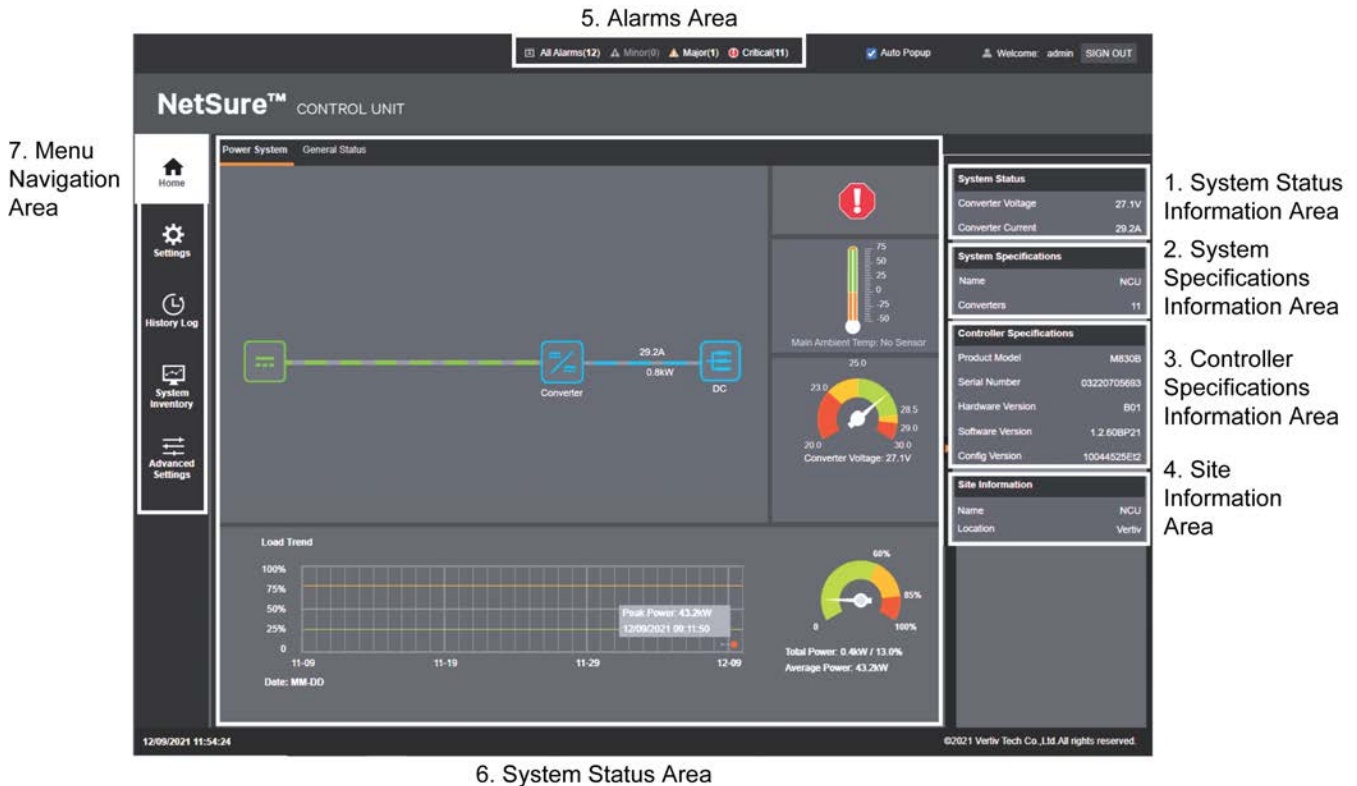 5. Alarms Area
All Alarms(12) Minor(0) Major(1) Critical(11) Auto Popup Welcome: admin SIGN OUT
NetSure™ CONTROL UNIT
7. Menu
Navigation
Area
Home
Settings
History Log
System
Inventory
Advanced
Settings
Power System General Status
29.2A
0.8kW
Converter
DC
75
50
25
0
-25
-50
Main Ambient Temp: No Sensor
25.0
23.0
28.5
29.0
20.0 30.0
Converter Voltage: 27.1V
Load Trend
100%
75%
50%
25%
0
Peak Power: 43.2kW
12/09/2021 09:11:50
11-09 11-19 11-29 12-09
Date: MM-DD
60%
85%
0 100%
Total Power: 0.4kW / 13.0%
Average Power: 43.2kW
System Status
Converter Voltage 27.1V
Converter Current 29.2A
System Specifications
Name NCU
Converters 11
Controller Specifications
Product Model M830B
Serial Number 03220705693
Hardware Version B01
Software Version 1.2.60BP21
Config Version 10044525Et2
Site Information
Name NCU
Location Vertiv
1. System Status
Information Area
2. System
Specifications
Information Area
3. Controller
Specifications
Information Area
4. Site
Information
Area
12/09/2021 11:54:24 ©2021 Vertiv Tech Co.,Ltd.All rights reserved.
6. System Status Area